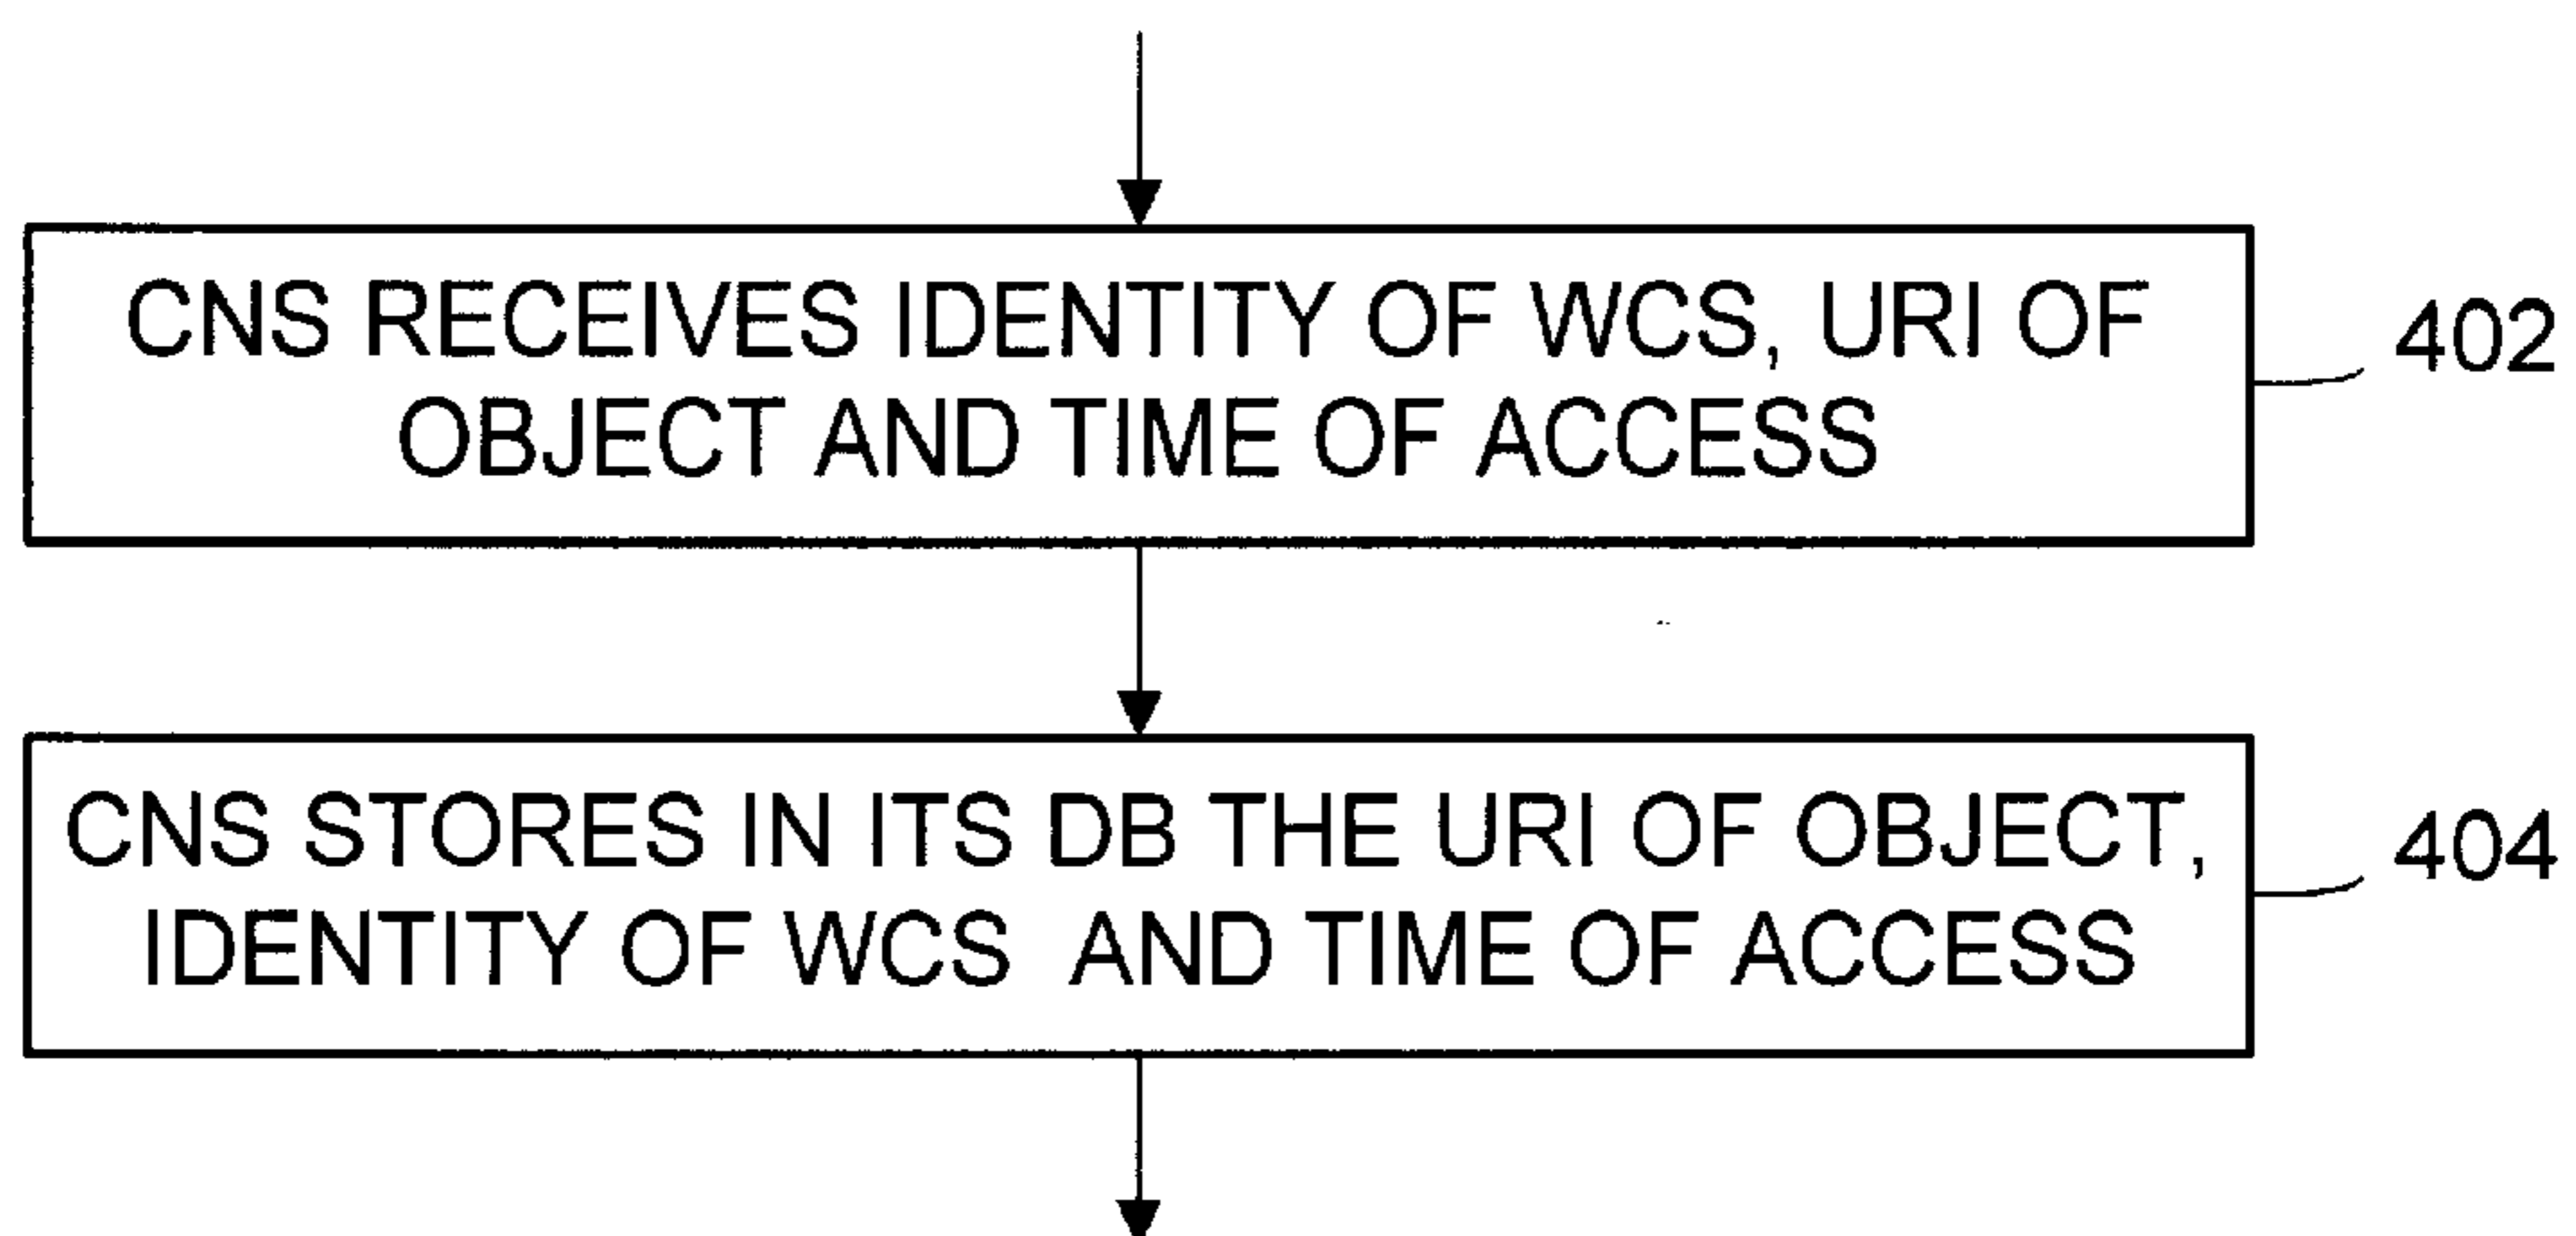 CNS RECEIVES IDENTITY OF WCS, URI OF
OBJECT AND TIME OF ACCESS
402
CNS STORES IN ITS DB THE URI OF OBJECT,
IDENTITY OF WCS AND TIME OF ACCESS
404